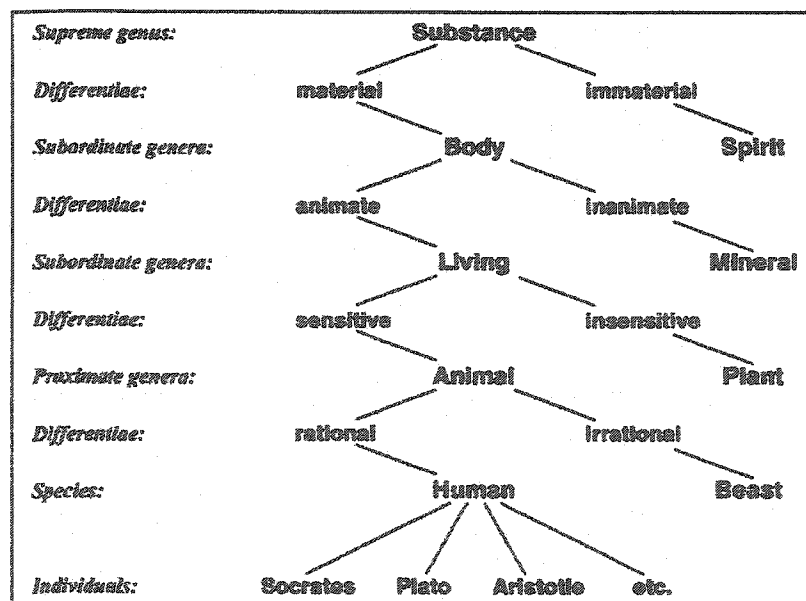 Supreme genus: Substance
Differentiae: material immaterial
Subordinate genera: Body Spirit
Differentiae: animate inanimate
Subordinate genera: Living Mineral
Differentiae: sensitive insensitive
Proximate genera: Animal Plant
Differentiae: rational irrational
Species: Human Beast
Individuals: Socrates Plato Aristotle etc.